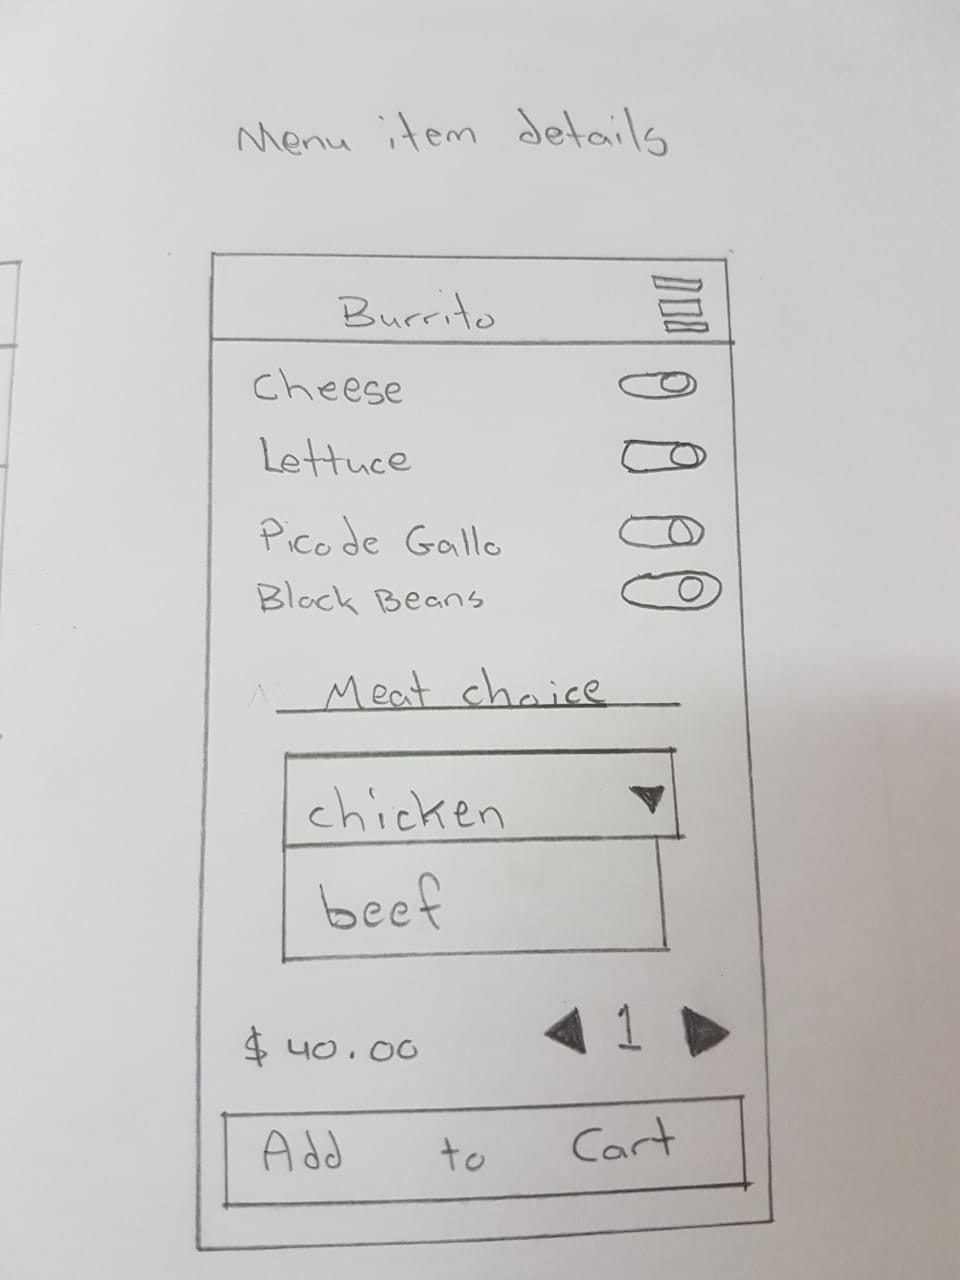 Menu item details
Burrito
Cheese
Lettuce
Pico de Gallo
Black Beans
Meat choice
chicken
beef
$ 40.00
1
Add to Cart